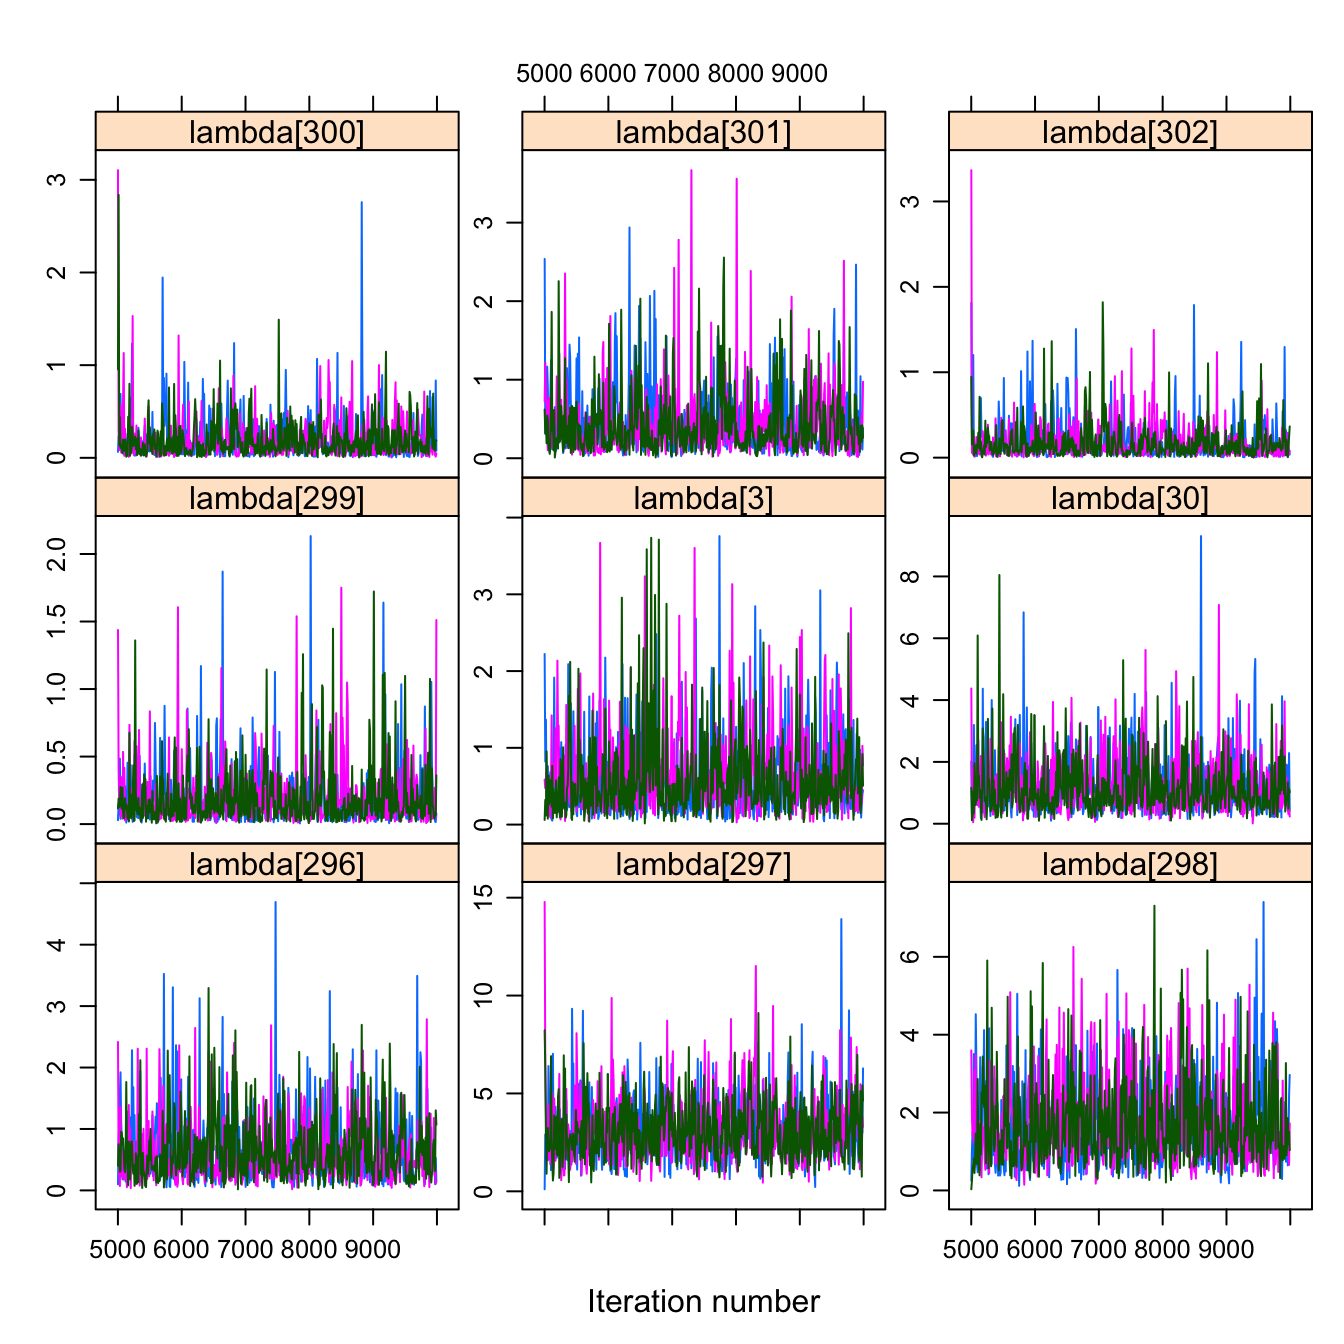 5000 6000 7000 8000 9000
lambda[300] lambda[301] lambda[302]
3 2 1 0
3 2 1 0
3 2 1 0
lambda[299] lambda[3] lambda[30]
2.0 1.5 1.0 0.5 0.0
3 2 1 0
8 6 4 2 0
lambda[296] lambda[297] lambda[298]
4 3 2 1 0
15 10 5 0
6 4 2 0
5000 6000 7000 8000 9000 5000 6000 7000 8000 9000
Iteration number